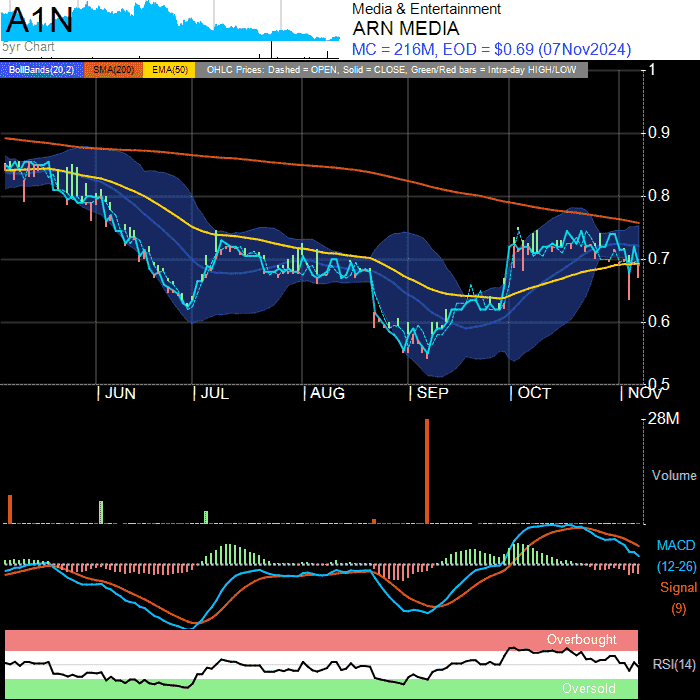 A1N
5yr Chart
Media & Entertainment
ARN MEDIA
MC = 216M, EOD = $0.69 (07Nov2024)
BollBands(20,2) SMA(200) EMA(50) OHLC Prices: Dashed = OPEN, Solid = CLOSE, Green/Red bars = Intra-day HIGH/LOW
1
0.9
0.8
0.7
0.6
0.5
JUN JUL AUG SEP OCT NOV
28M
Volume
MACD
(12-26)
Signal
(9)
Overbought
RSI(14)
Oversold